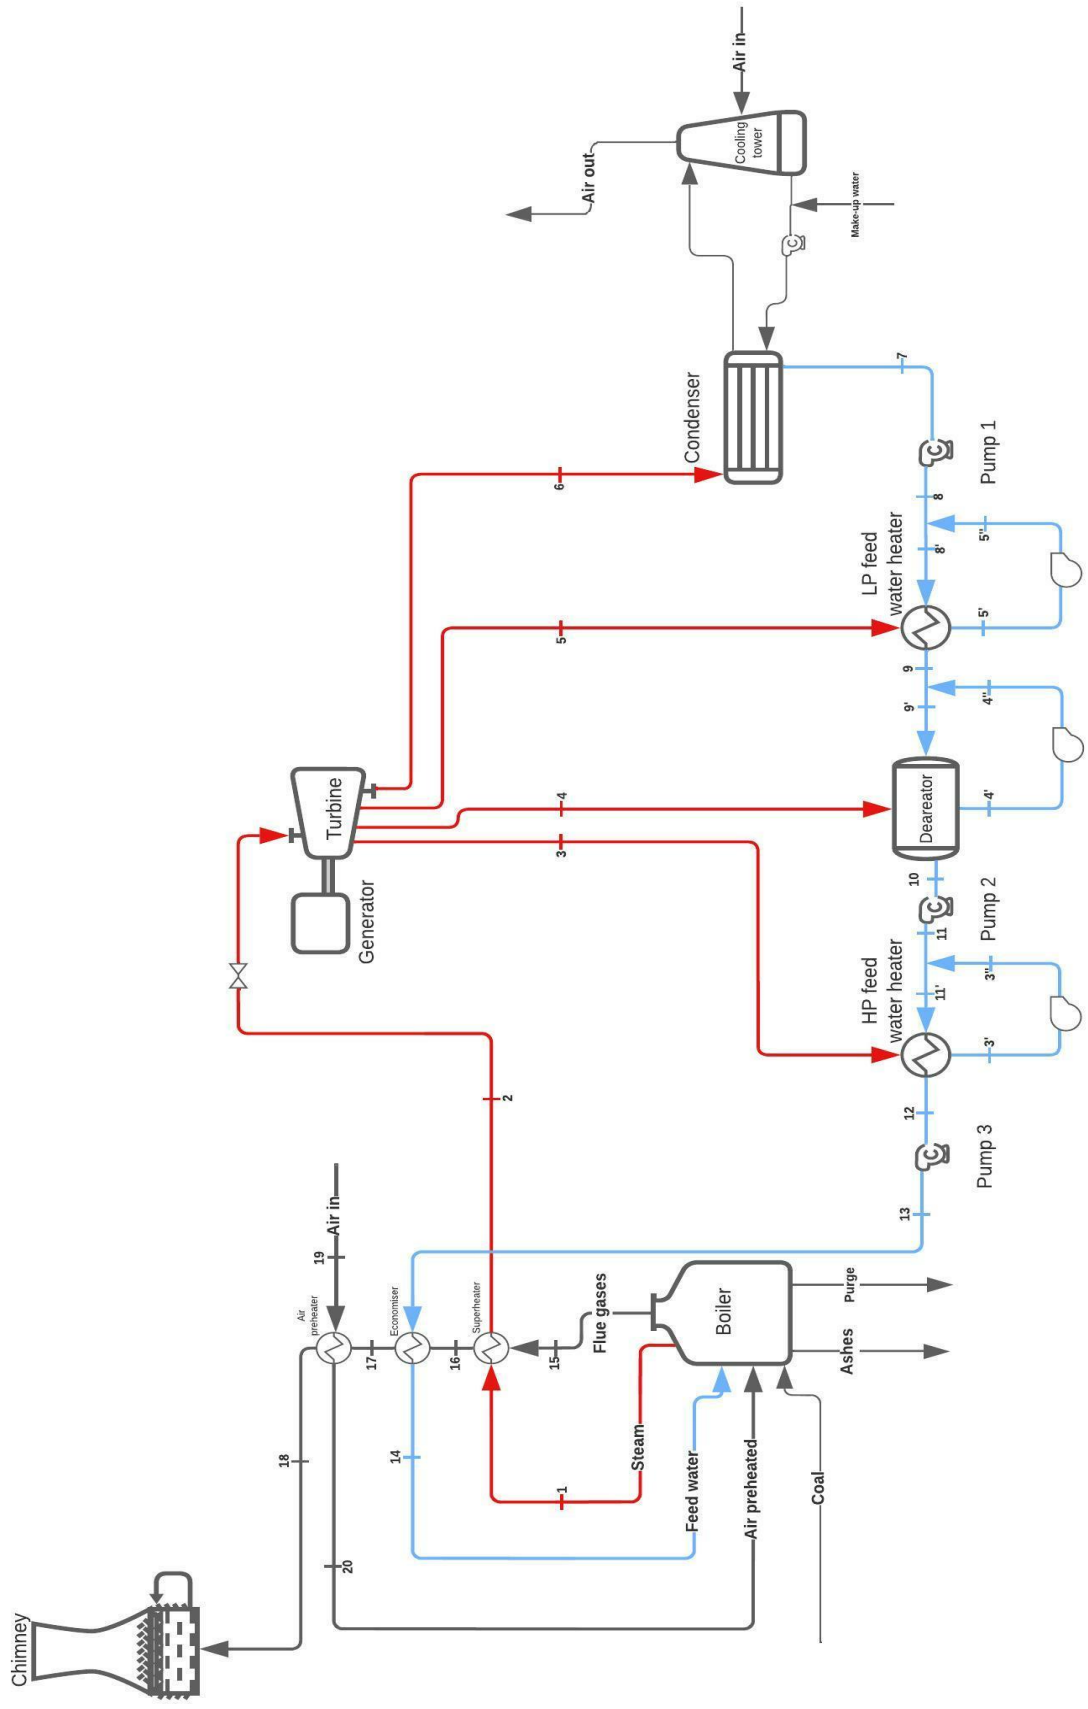 Chimney
18
Air
preheater
19
Air in
20
Turbine
Generator
17
14
Economiser
16
Superheater
2
15
1
3
4
5
6
Air out
Flue gases
Steam
Feed water
Boiler
Condenser
Air in
Cooling
tower
Air preheated
Coal
Ashes
Purge
Make-up water
13
12
HP feed
water heater
11'
11
10
Deareator
9'
9
LP feed
water heater
8'
8
7
Pump 3
3'
3"
Pump 2
4'
4"
5'
5"
Pump 1